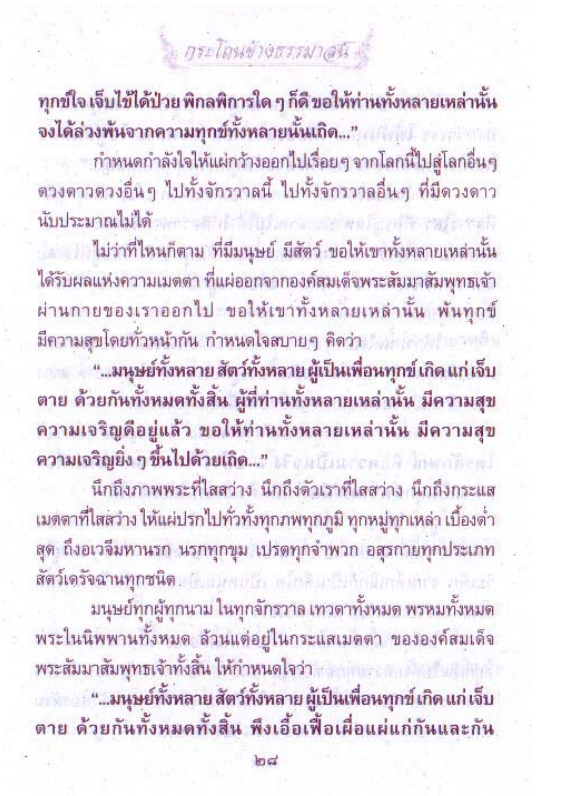 กระโถนข้างธรรมาสน์
ทุกข์ใจ เจ็บไข้ได้ป่วย พิกลพิการใด ๆ ก็ดี ขอให้ท่านทั้งหลายเหล่านั้น
จงได้ล่วงพ้นจากความทุกข์ทั้งหลายนั้นเถิด...”
กำหนดกำลังใจให้แผ่กว้างออกไปเรื่อยๆ จากโลกนี้ไปสู่โลกอื่นๆ
ดวงดาวดวงอื่นๆ ไปทั้งจักรวาลนี้ ไปทั้งจักรวาลอื่นๆ ที่มีดวงดาว
นับประมาณไม่ได้
ไม่ว่าที่ไหนก็ตาม ที่มีมนุษย์ มีสัตว์ ขอให้เขาทั้งหลายเหล่านั้น
ได้รับผลแห่งความเมตตา ที่แผ่ออกจากองค์สมเด็จพระสัมมาสัมพุทธเจ้า
ผ่านกายของเราออกไป ขอให้เขาทั้งหลายเหล่านั้น พ้นทุกข์
มีความสุขโดยทั่วหน้ากัน กำหนดใจสบายๆ คิดว่า
“...มนุษย์ทั้งหลาย สัตว์ทั้งหลาย ผู้เป็นเพื่อนทุกข์ เกิด แก่ เจ็บ
ตาย ด้วยกันทั้งหมดทั้งสิ้น ผู้ที่ท่านทั้งหลายเหล่านั้น มีความสุข
ความเจริญดีอยู่แล้ว ขอให้ท่านทั้งหลายเหล่านั้น มีความสุข
ความเจริญยิ่ง ๆ ขึ้นไปด้วยเถิด...”
นึกถึงภาพพระที่ใสสว่าง นึกถึงตัวเราที่ใสสว่าง นึกถึงกระแส
เมตตาที่ใสสว่าง ให้แผ่ปรกไปทั่วทั้งทุกภพทุกภูมิ ทุกหมู่ทุกเหล่า เบื้องต่ำ
สุด ถึงอเวจีมหานรก นรกทุกขุม เปรตทุกจำพวก อสุรกายทุกประเภท
สัตว์เดรัจฉานทุกชนิด
มนุษย์ทุกผู้ทุกนาม ในทุกจักรวาล เทวดาทั้งหมด พรหมทั้งหมด
พระในนิพพานทั้งหมด ล้วนแต่อยู่ในกระแสเมตตา ขององค์สมเด็จ
พระสัมมาสัมพุทธเจ้าทั้งสิ้น ให้กำหนดใจว่า
“...มนุษย์ทั้งหลาย สัตว์ทั้งหลาย ผู้เป็นเพื่อนทุกข์ เกิด แก่ เจ็บ
ตาย ด้วยกันทั้งหมดทั้งสิ้น พึงเอื้อเฟื้อเผื่อแผ่แก่กันและกัน
๒๘